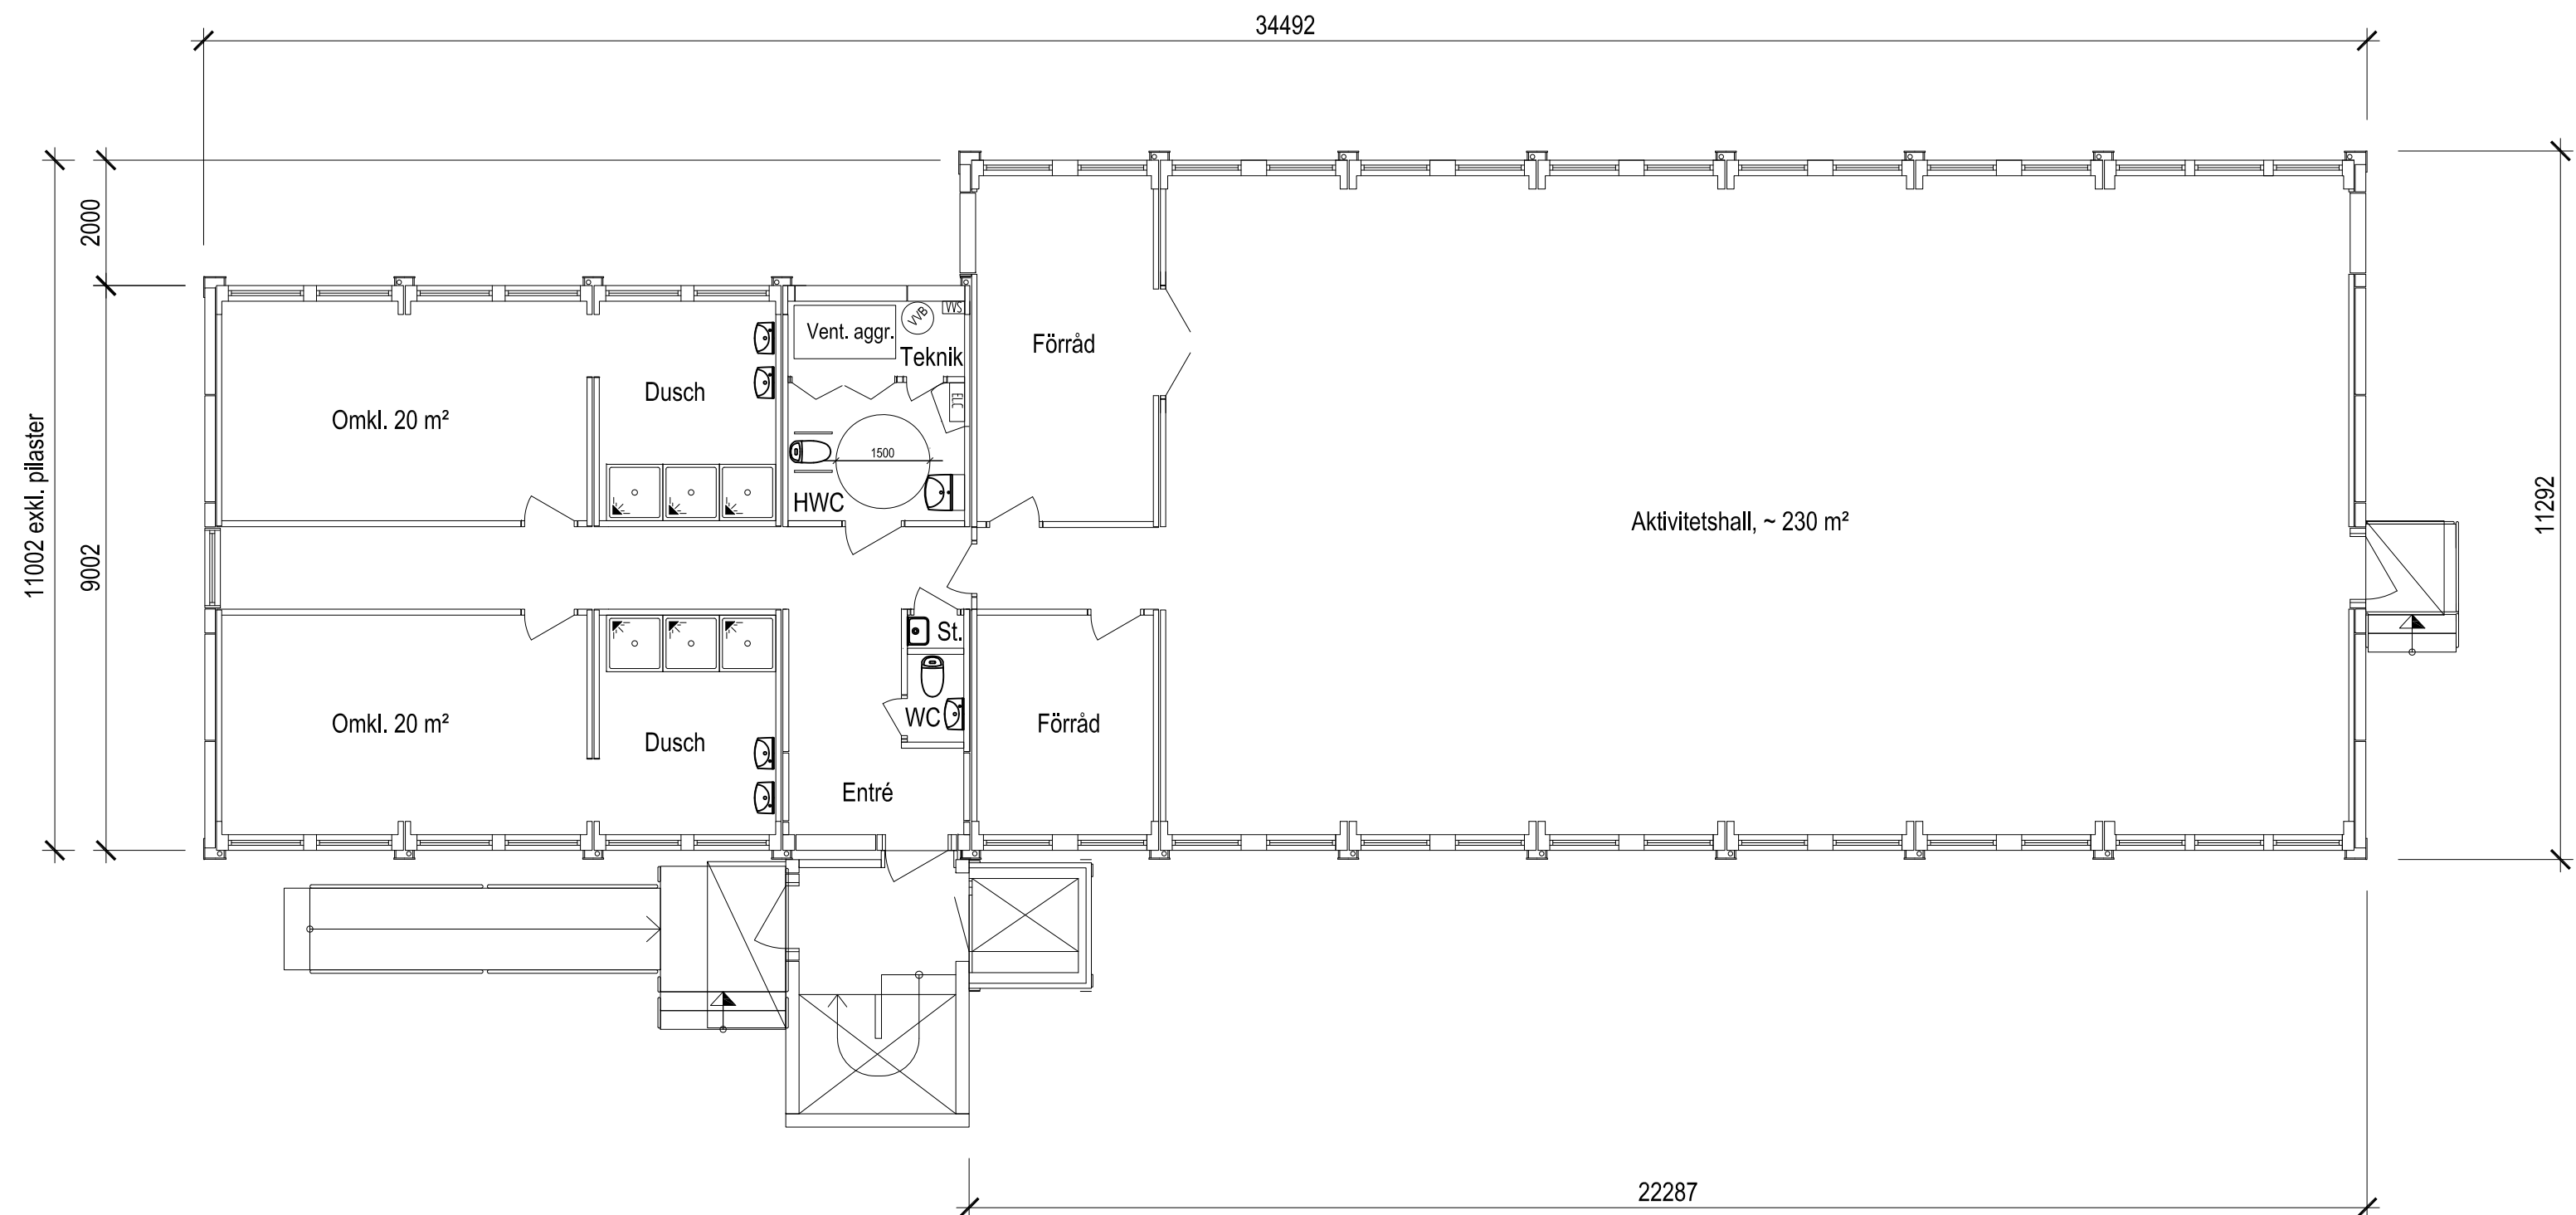 34492
2000
11002 exkl. pilaster
9002
11292
Vent. aggr.
VVB
VVS
Teknik
Förråd
Dusch
Omkl. 20 m²
ELC
1500
HWC
Aktivitetshall, ~ 230 m²
St.
WC
Förråd
Omkl. 20 m²
Dusch
Entré
22287